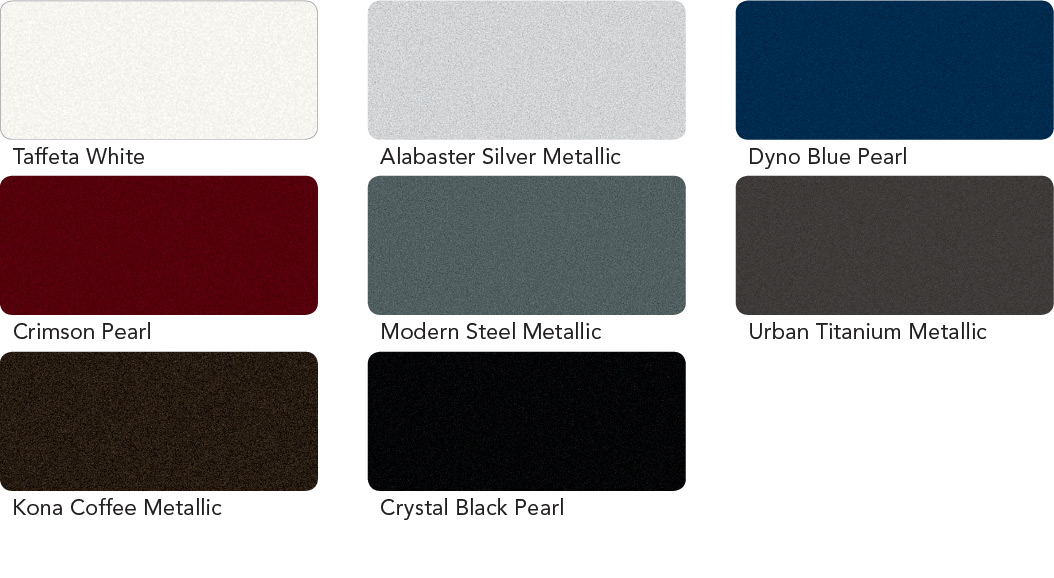 Taffeta White
Alabaster Silver Metallic
Dyno Blue Pearl
Crimson Pearl
Modern Steel Metallic
Urban Titanium Metallic
Kona Coffee Metallic
Crystal Black Pearl